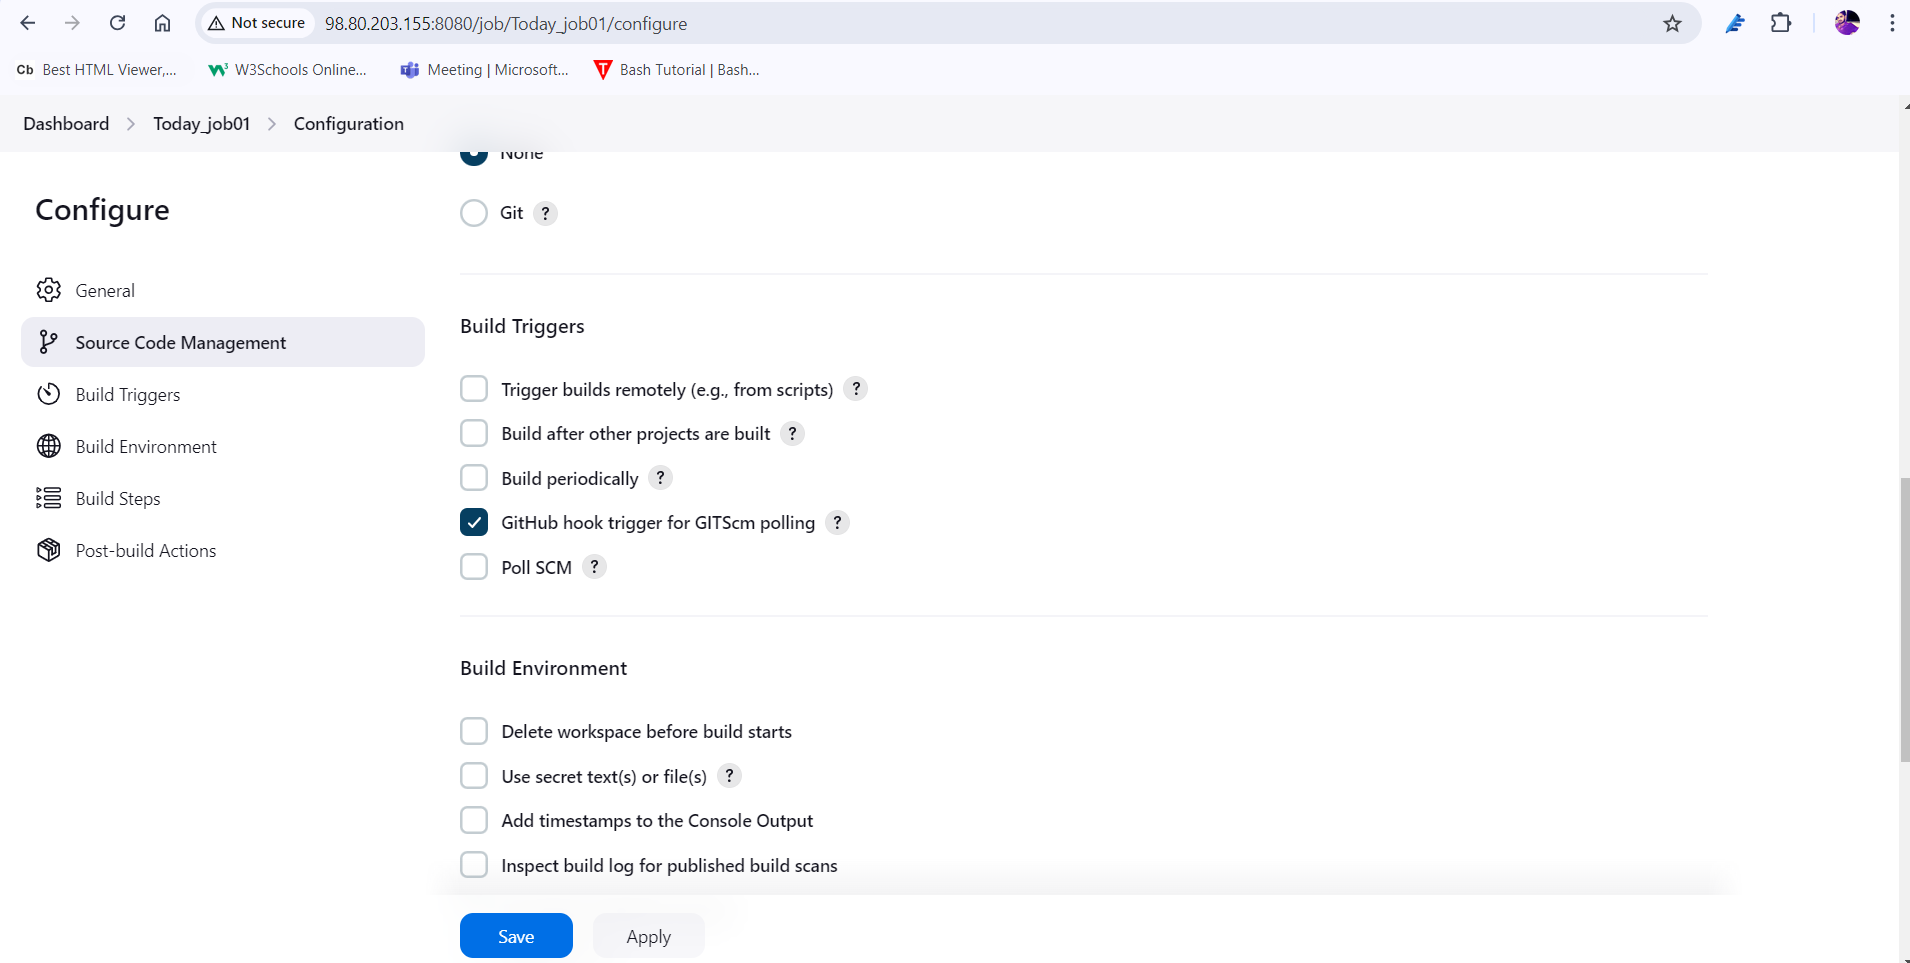 Not secure 98.80.203.155:8080/job/Today_job01/configure
Cb Best HTML Viewer,... W3Schools Online... Meeting | Microsoft... Bash Tutorial | Bash...
Dashboard > Today_job01 > Configuration
None
Configure
Git ?
General
Source Code Management
Build Triggers
Build Environment
Build Steps
Post-build Actions
Build Triggers
Trigger builds remotely (e.g., from scripts) ?
Build after other projects are built ?
Build periodically ?
GitHub hook trigger for GITScm polling ?
Poll SCM ?
Build Environment
Delete workspace before build starts
Use secret text(s) or file(s) ?
Add timestamps to the Console Output
Inspect build log for published build scans
Save Apply